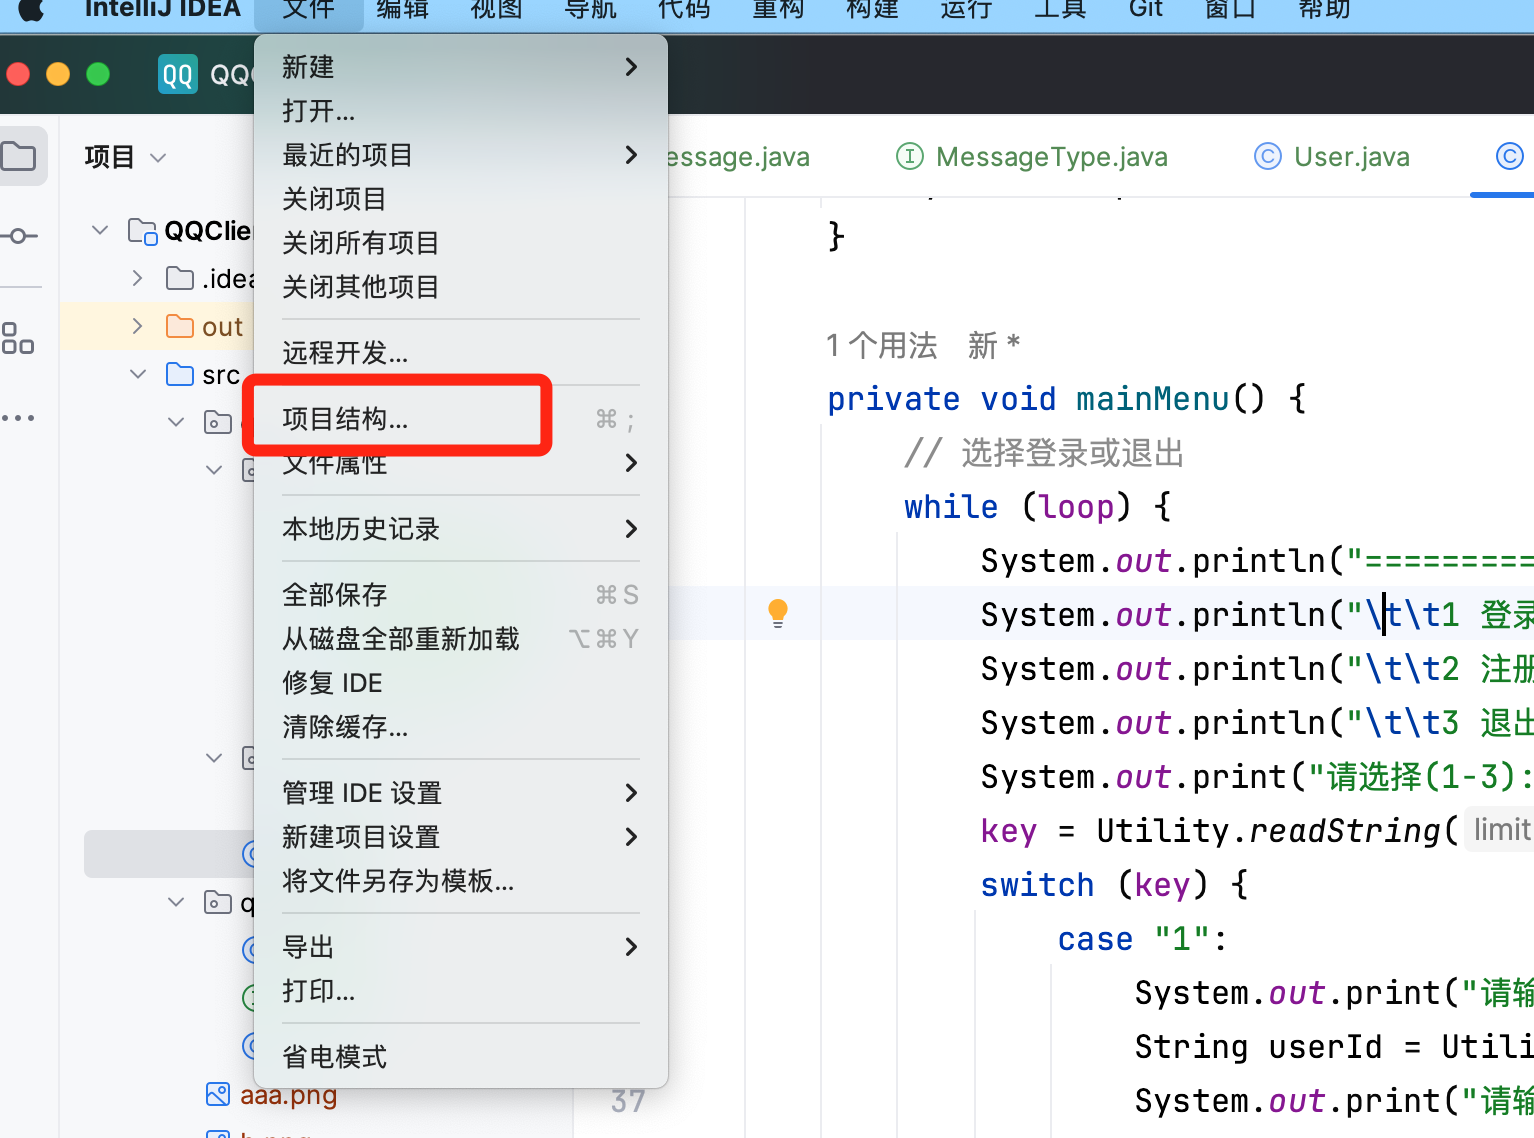 IntelliJ IDEA 文件 编辑 视图 导航 代码 重构 构建 运行 工具 Git 窗口 帮助
QQ QQC
项目
essage.java MessageType.java User.java
QQClie
.idea
out
src
q
aaa.png
新建
打开...
最近的项目
关闭项目
关闭所有项目
关闭其他项目
远程开发...
项目结构... ⌘ ;
文件属性
本地历史记录
全部保存 ⌘ S
从磁盘全部重新加载 ⌥ ⌘ Y
修复 IDE
清除缓存...
管理 IDE 设置
新建项目设置
将文件另存为模板...
导出
打印...
省电模式
}
1 个用法 新 *
private void mainMenu() {
// 选择登录或退出
while (loop) {
System.out.println("==========
System.out.println("\t\t1 登录
System.out.println("\t\t2 注册
System.out.println("\t\t3 退出
System.out.print("请选择(1-3):
key = Utility.readString( limit
switch (key) {
case "1":
System.out.print("请输
String userId = Utili
37 System.out.print("请输